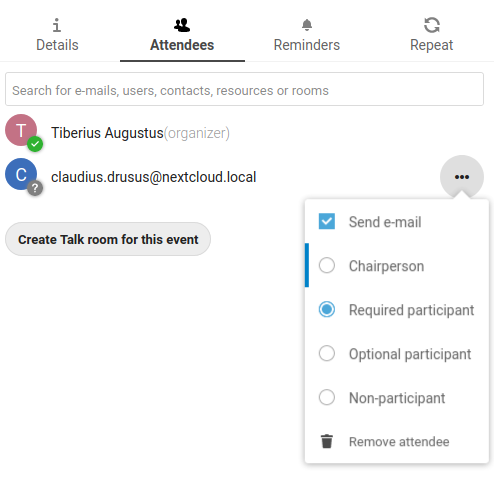 Details
Attendees
Reminders
Repeat
Search for e-mails, users, contacts, resources or rooms
T
Tiberius Augustus(organizer)
C
?
claudius.drusus@nextcloud.local
Send e-mail
Create Talk room for this event
Chairperson
Required participant
Optional participant
Non-participant
Remove attendee